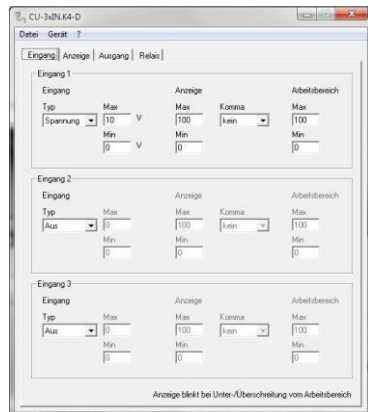 CU-3xIN.K4-D
Datei Gerät ?
Eingang Anzeige Ausgang Relais
Eingang 1
Eingang Anzeige Arbeitsbereich
Typ Max Max Komma Max
Spannung 10 V 100 kein 100
Min Min Min
0 V 0 0
Eingang 2
Eingang Anzeige Arbeitsbereich
Typ Max Max Komma Max
Aus 0 100 kein 100
Min Min Min
0 0 0
Eingang 3
Eingang Anzeige Arbeitsbereich
Typ Max Max Komma Max
Aus 0 100 kein 100
Min Min Min
0 0 0
Anzeige blinkt bei Unter-/Überschreitung vom Arbeitsbereich